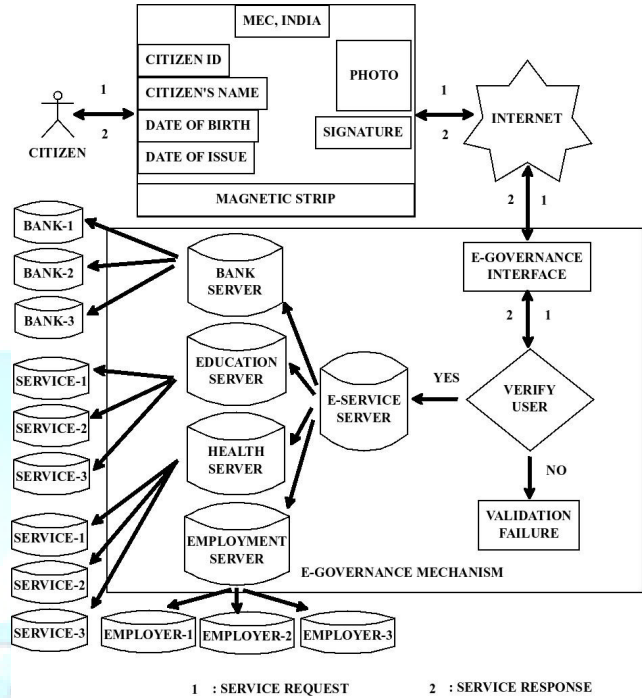 MEC, INDIA
CITIZEN ID
CITIZEN'S NAME
DATE OF BIRTH
DATE OF ISSUE
PHOTO
SIGNATURE
MAGNETIC STRIP
1
2
CITIZEN
1
2
INTERNET
2
1
E-GOVERNANCE
INTERFACE
2
1
VERIFY
USER
YES
NO
VALIDATION
FAILURE
E-SERVICE
SERVER
BANK
SERVER
EDUCATION
SERVER
HEALTH
SERVER
EMPLOYMENT
SERVER
E-GOVERNANCE MECHANISM
BANK-1
BANK-2
BANK-3
SERVICE-1
SERVICE-2
SERVICE-3
SERVICE-1
SERVICE-2
SERVICE-3
EMPLOYER-1
EMPLOYER-2
EMPLOYER-3
1 : SERVICE REQUEST
2 : SERVICE RESPONSE